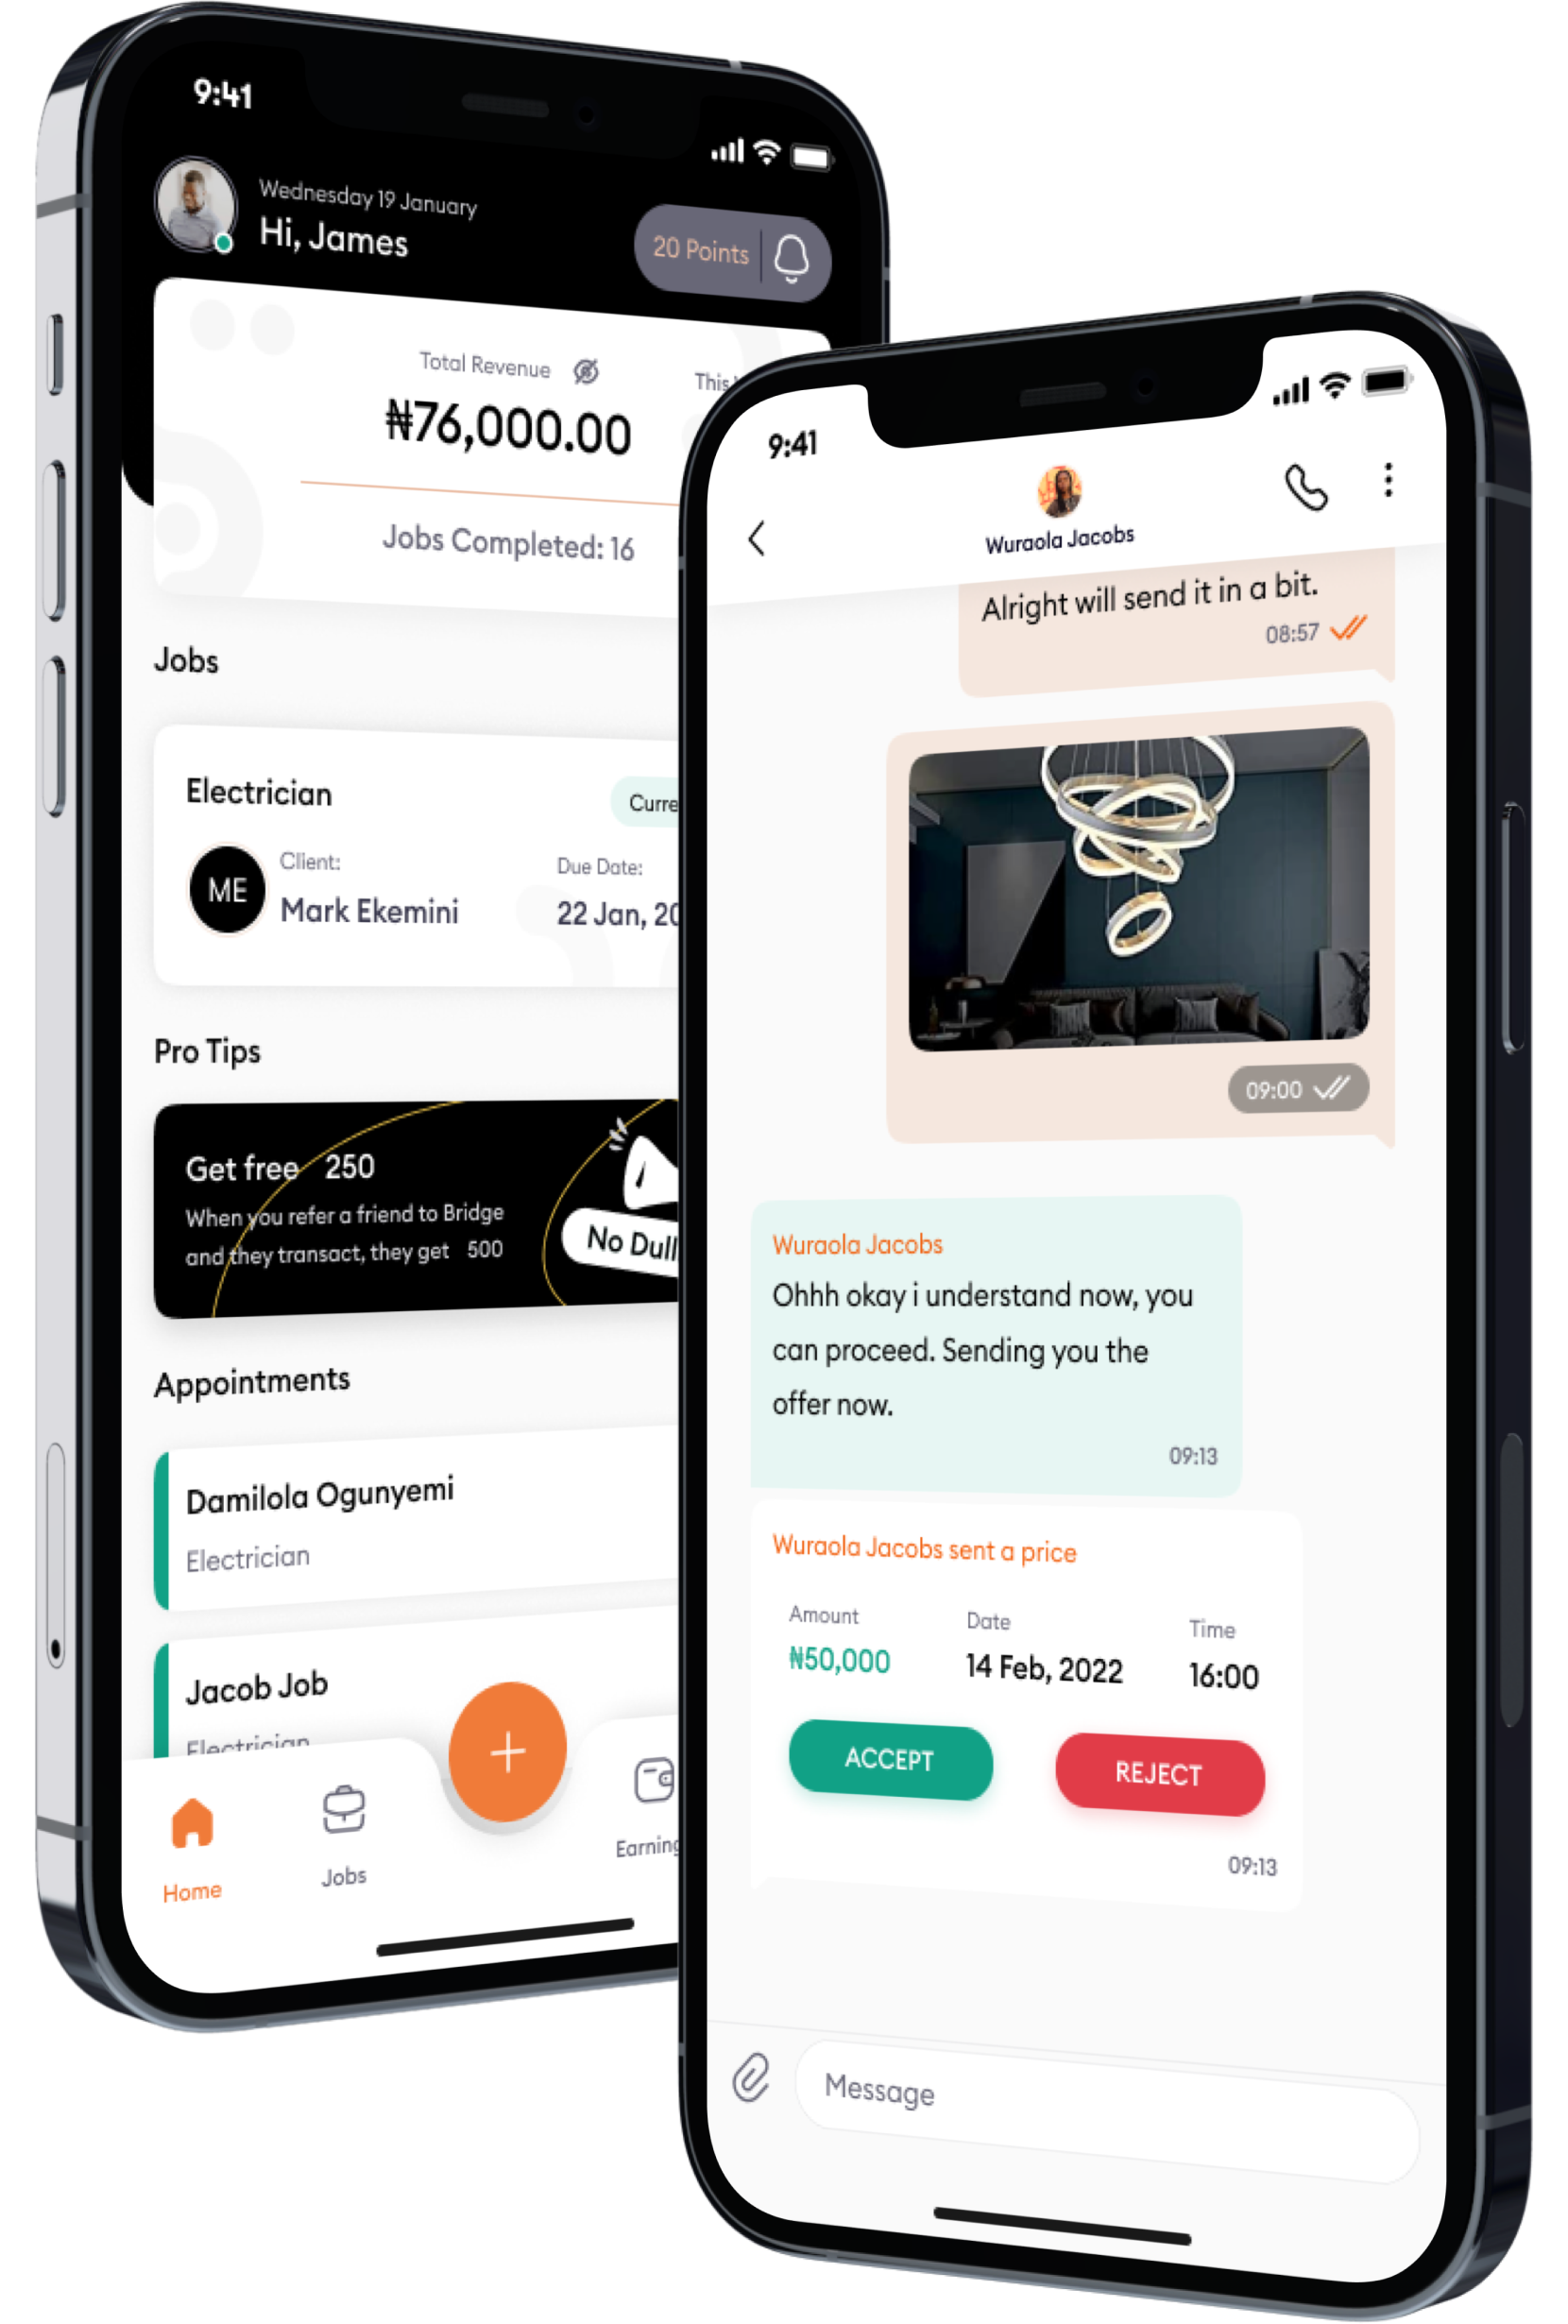 9:41
Wednesday 19 January
Hi, James
20 Points
Total Revenue
This
₦76,000.00
Jobs Completed: 16
Jobs
Electrician
Curre
ME
Client:
Mark Ekemini
Due Date:
22 Jan, 20
Pro Tips
Get free 250
When you refer a friend to Bridge
and they transact, they get 500
No Dull
Appointments
Damilola Ogunyemi
Electrician
Jacob Job
Electrician
Home
Jobs
Earning
9:41
Wuraola Jacobs
Alright will send it in a bit.
08:57
09:00
Wuraola Jacobs
Ohhh okay i understand now, you
can proceed. Sending you the
offer now.
09:13
Wuraola Jacobs sent a price
Amount
Date
Time
₦50,000
14 Feb, 2022
16:00
ACCEPT
REJECT
09:13
Message